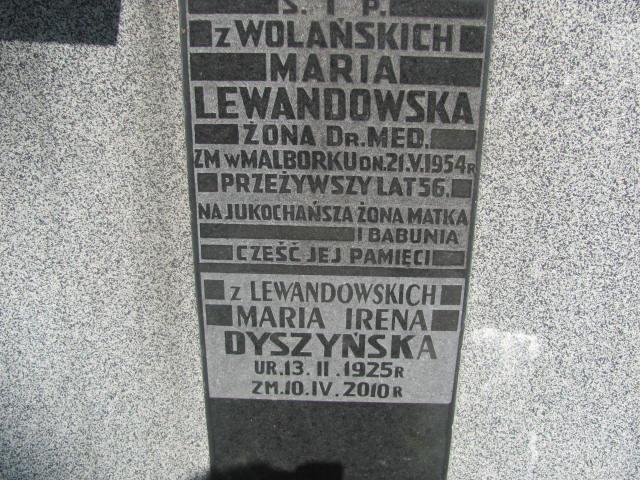 Ś. I P.
z WOLAŃSKICH
MARIA
LEWANDOWSKA
ŻONA DR. MED.
ZM W MALBORKU DN. 21.V.1954 R
PRZEŻYWSZY LAT 56.
NAJUKOCHAŃSZA ŻONA MATKA
I BABUNIA
CZEŚĆ JEJ PAMIĘCI
z LEWANDOWSKICH
MARIA IRENA
DYSZYŃSKA
UR. 13. II. 1925 R
ZM. 10. IV. 2010 R